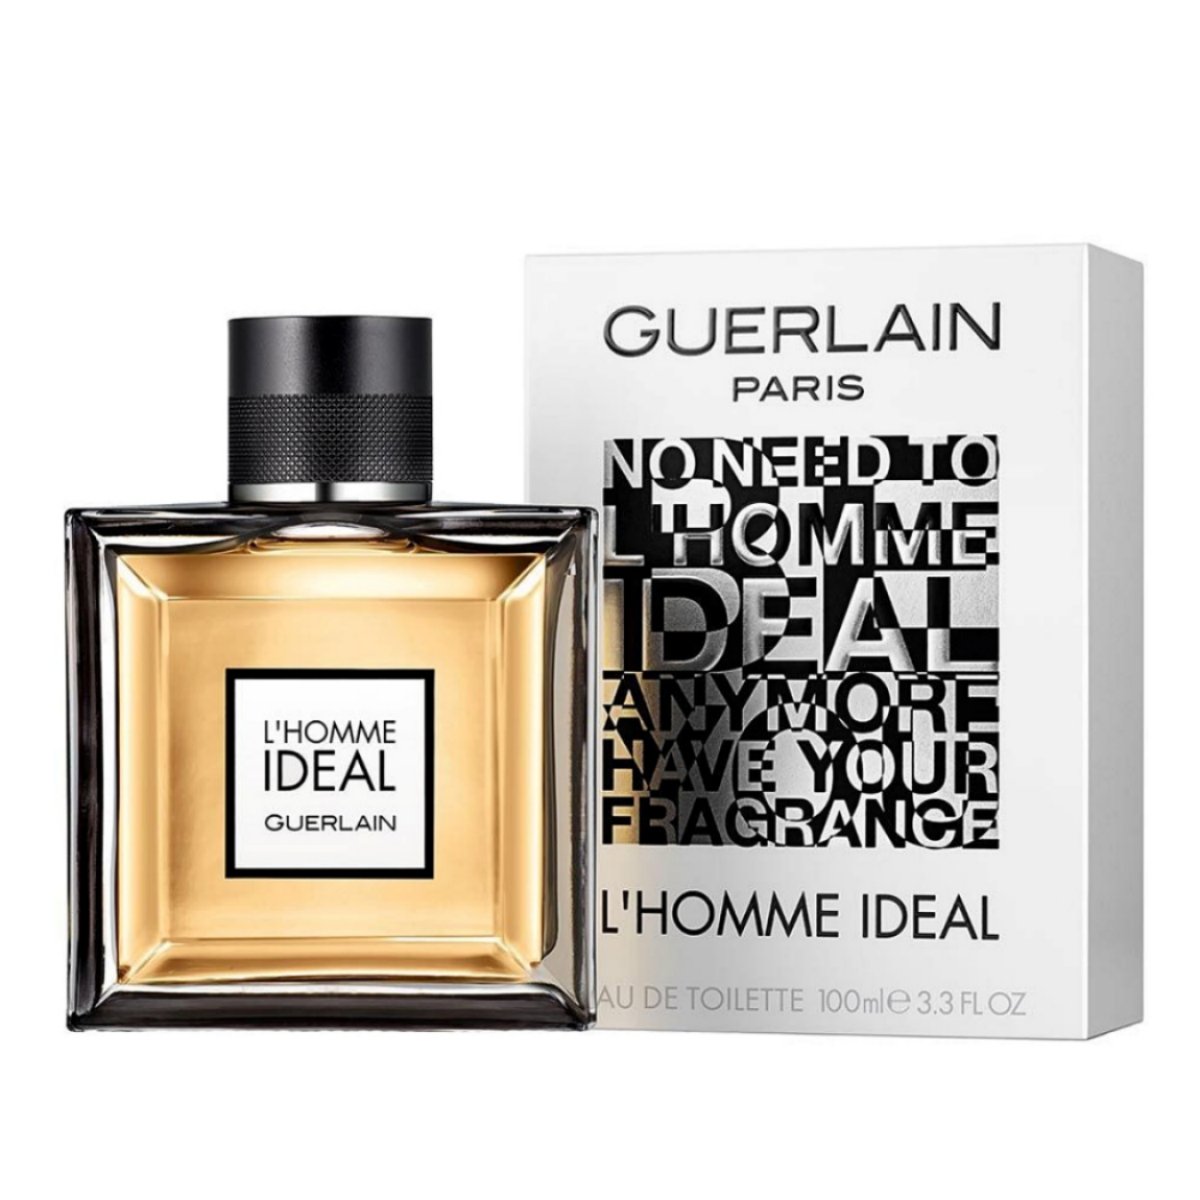 L'HOMME
IDEAL
GUERLAIN
GUERLAIN
PARIS
NO NEED TO
L'HOMME
IDEAL
ANYMORE
HAVE YOUR
FRAGRANCE
L'HOMME IDEAL
AU DE TOILETTE 100ml e 3.3 FL OZ